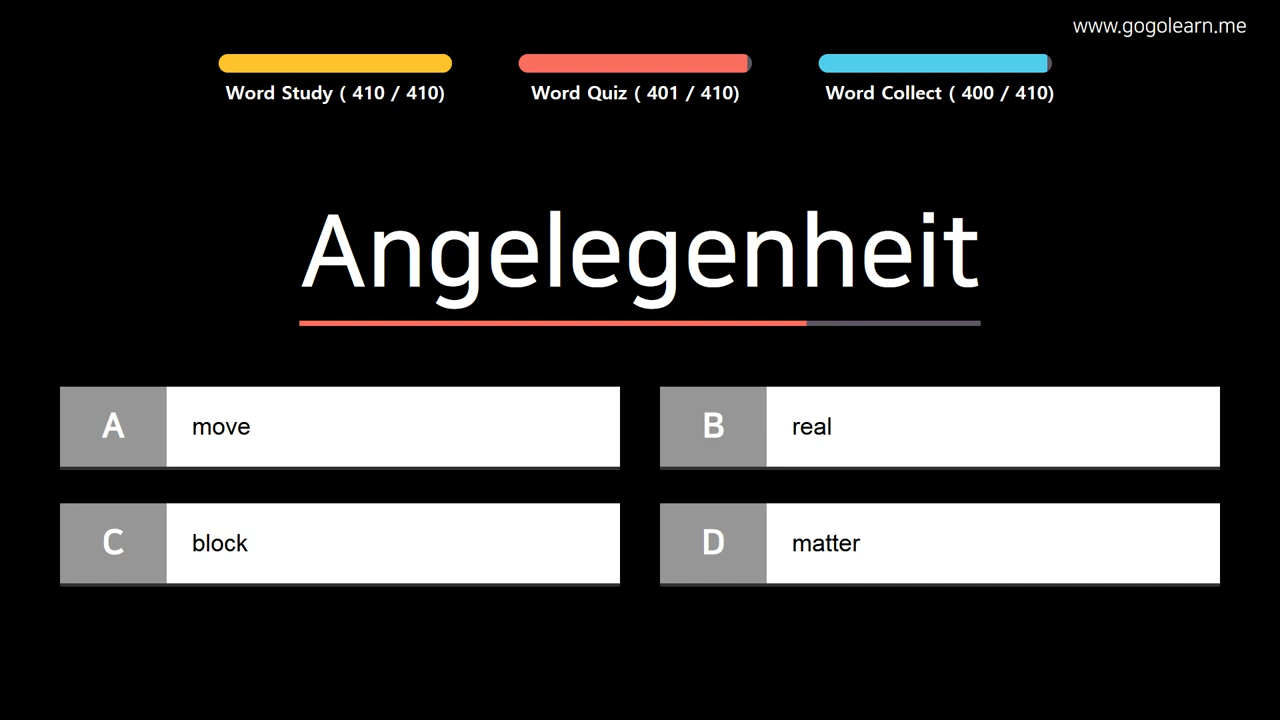 www.gogolearn.me
Word Study ( 410 / 410)
Word Quiz ( 401 / 410)
Word Collect ( 400 / 410)
Angelegenheit
A
move
B
real
C
block
D
matter